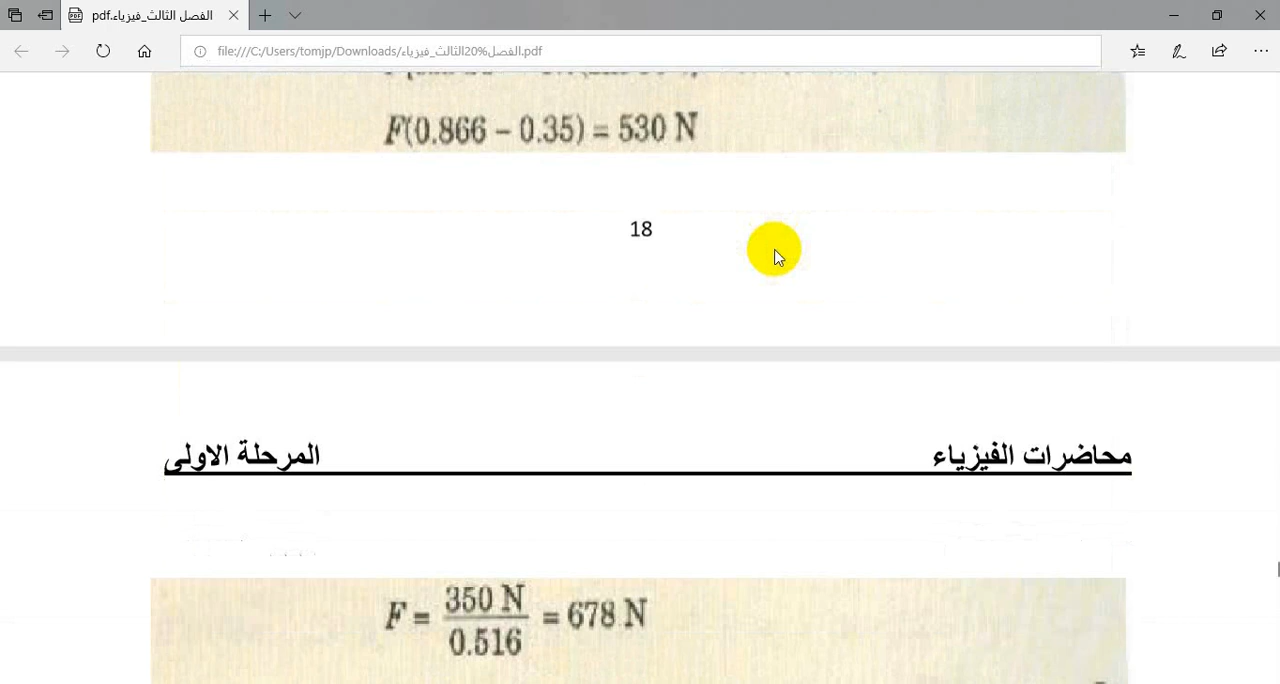 الفصل الثالث_فيزياء.pdf
file:///C:/Users/tomjp/Downloads/الفصل%20الثالث_فيزياء.pdf
F(0.866 – 0.35) = 530 N
18
محاضرات الفيزياء المرحلة الاولى
F = 350 N / 0.516 = 678 N